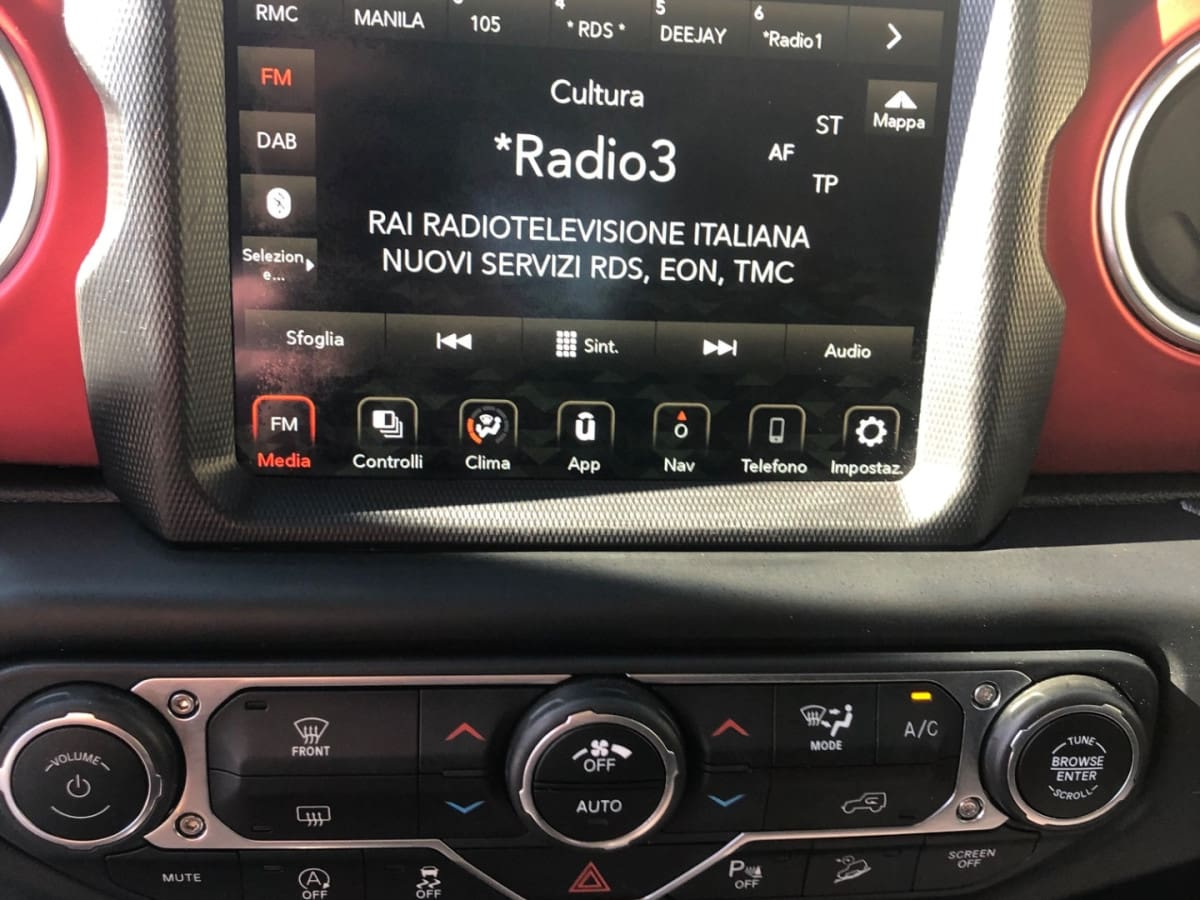 RMC
MANILA
105
4
* RDS *
5
DEEJAY
6
*Radio1
FM
Cultura
Mappa
DAB
*Radio3
ST
AF
TP
RAI RADIOTELEVISIONE ITALIANA
NUOVI SERVIZI RDS, EON, TMC
Selezion
e...
Sfoglia
Sint.
Audio
FM
Media
Controlli
Clima
App
Nav
Telefono
Impostaz.
VOLUME
FRONT
OFF
AUTO
MODE
A/C
TUNE
BROWSE
ENTER
SCROLL
MUTE
A
OFF
OFF
P
OFF
SCREEN
OFF